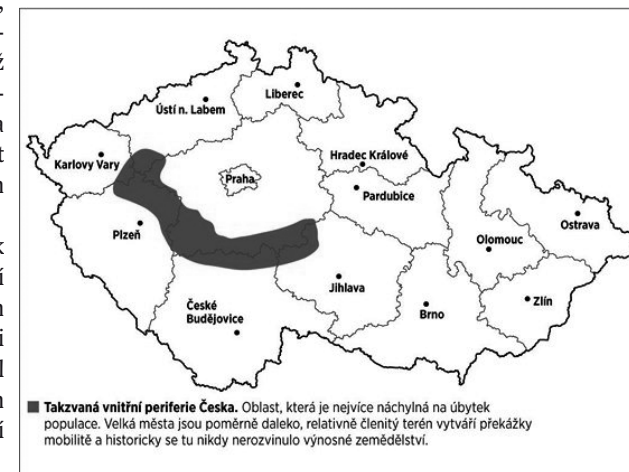 Liberec
Ústí n. Labem
Karlovy Vary
Hradec Králové
Praha
Pardubice
Ostrava
Plzeň
Olomouc
Jihlava
České
Budějovice
Brno
Zlín
Takzvaná vnitřní periferie Česka. Oblast, která je nejvíce náchylná na úbytek
populace. Velká města jsou poměrně daleko, relativně členitý terén vytváří překážky
mobilitě a historicky se tu nikdy nerozvinulo výnosné zemědělství.